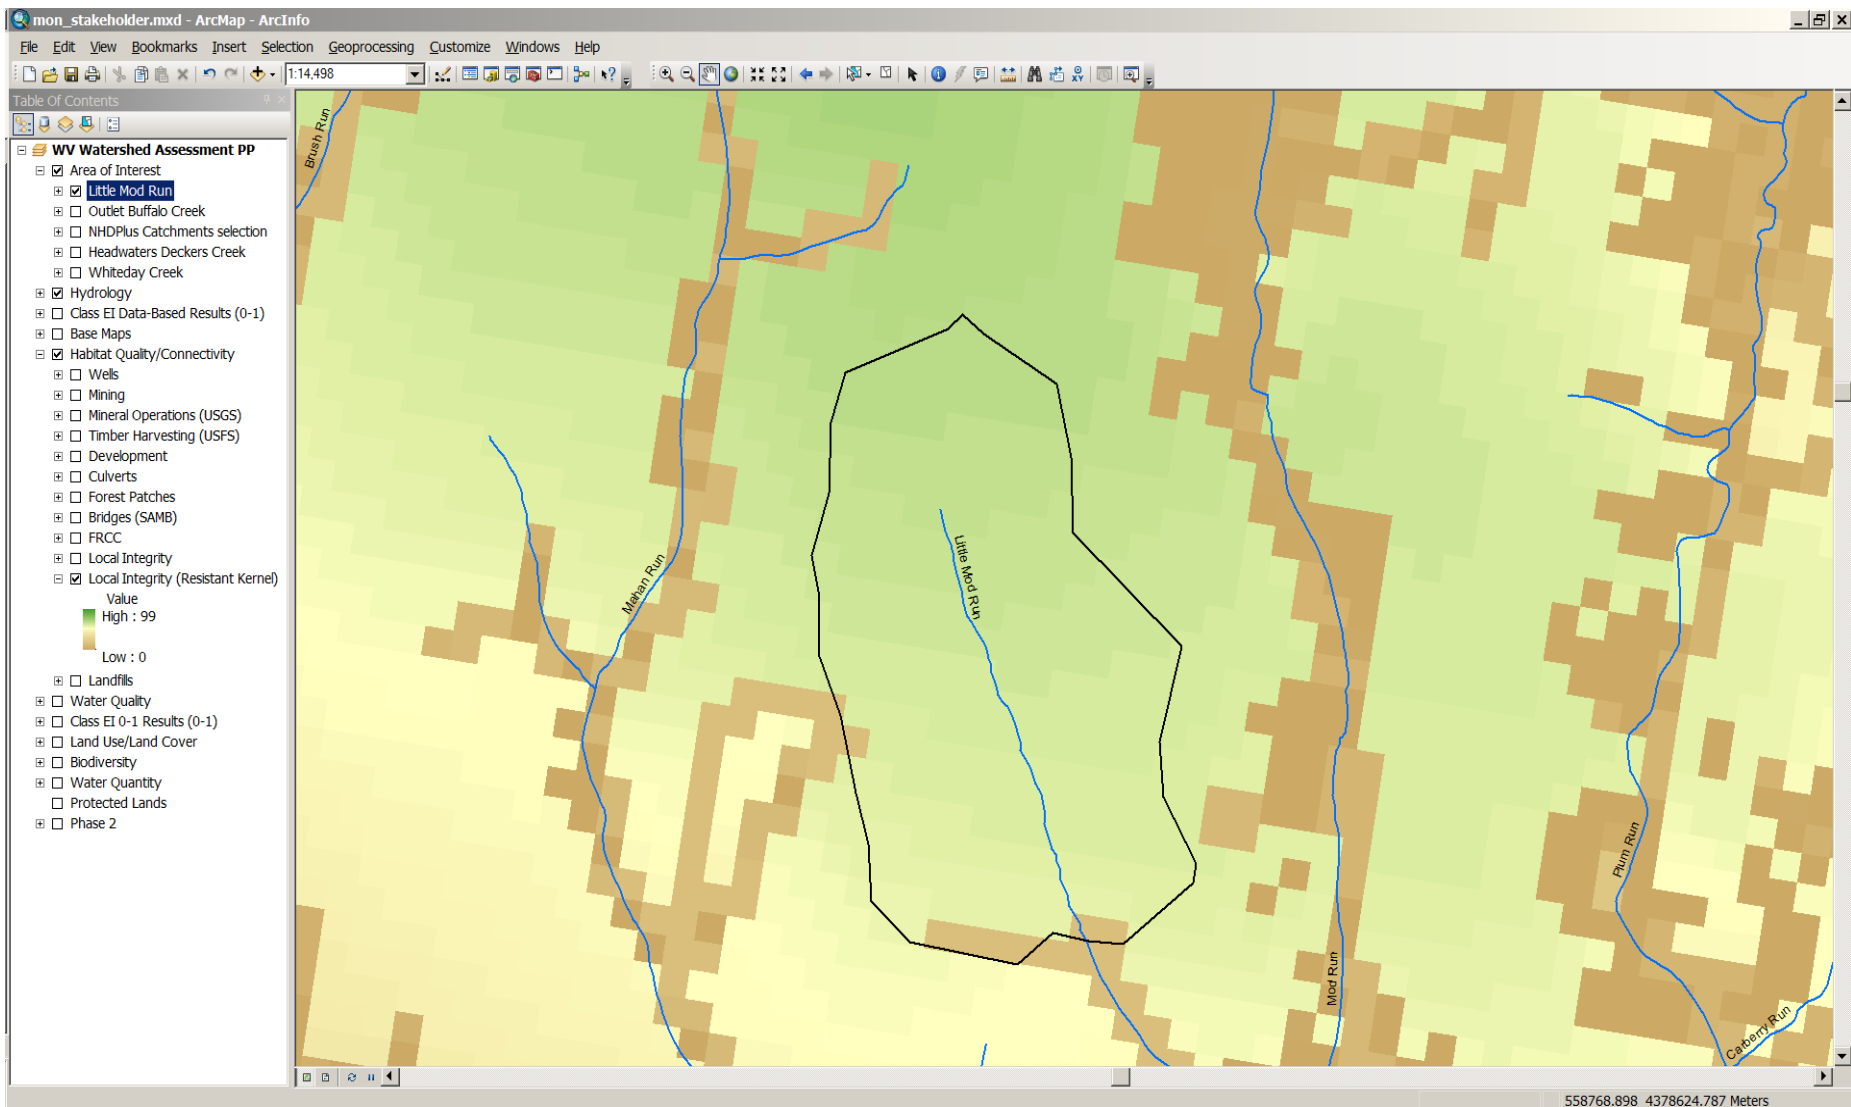 mon_stakeholder.mxd - ArcMap - ArcInfo
File Edit View Bookmarks Insert Selection Geoprocessing Customize Windows Help
1:14,498
Table Of Contents
WV Watershed Assessment PP
Area of Interest
Little Mod Run
Outlet Buffalo Creek
NHDPlus Catchments selection
Headwaters Deckers Creek
Whiteday Creek
Hydrology
Class EI Data-Based Results (0-1)
Base Maps
Habitat Quality/Connectivity
Wells
Mining
Mineral Operations (USGS)
Timber Harvesting (USFS)
Development
Culverts
Forest Patches
Bridges (SAMB)
FRCC
Local Integrity
Local Integrity (Resistant Kernel)
Value
High : 99
Low : 0
Landfills
Water Quality
Class EI 0-1 Results (0-1)
Land Use/Land Cover
Biodiversity
Water Quantity
Protected Lands
Phase 2
Brush Run
Mahan Run
Little Mod Run
Mod Run
Plum Run
Carberry Run
558768.898 4378624.787 Meters